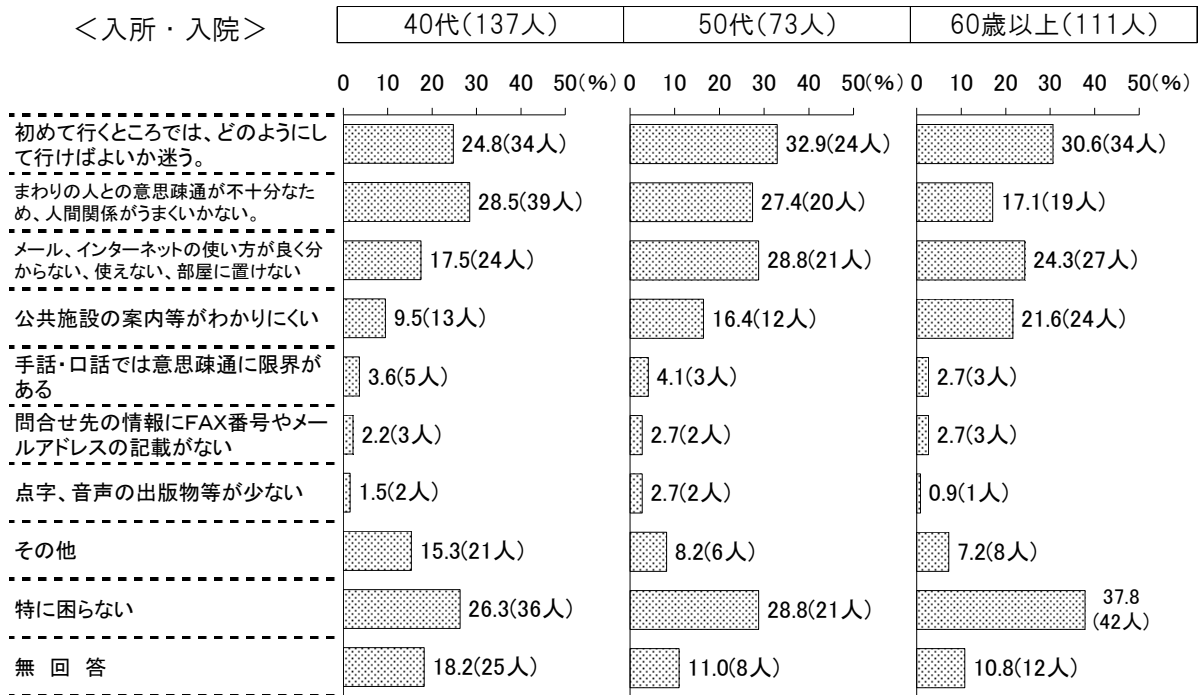 <入所・入院>
40代(137人) 50代(73人) 60歳以上(111人)
0 10 20 30 40 50(%) 0 10 20 30 40 50(%) 0 10 20 30 40 50(%)
初めて行くところでは、どのようにし
て行けばよいか迷う。
24.8(34人) 32.9(24人) 30.6(34人)
まわりの人との意思疎通が不十分なた
め、人間関係がうまくいかない。
28.5(39人) 27.4(20人) 17.1(19人)
メール、インターネットの使い方が良く分
からない、使えない、部屋に置けない
17.5(24人) 28.8(21人) 24.3(27人)
公共施設の案内等がわかりにくい
9.5(13人) 16.4(12人) 21.6(24人)
手話・口話では意思疎通に限界が
ある
3.6(5人) 4.1(3人) 2.7(3人)
問合せ先の情報にFAX番号やメー
ルアドレスの記載がない
2.2(3人) 2.7(2人) 2.7(3人)
点字、音声の出版物等が少ない
1.5(2人) 2.7(2人) 0.9(1人)
その他
15.3(21人) 8.2(6人) 7.2(8人)
特に困らない
26.3(36人) 28.8(21人) 37.8
(42人)
無 回 答
18.2(25人) 11.0(8人) 10.8(12人)